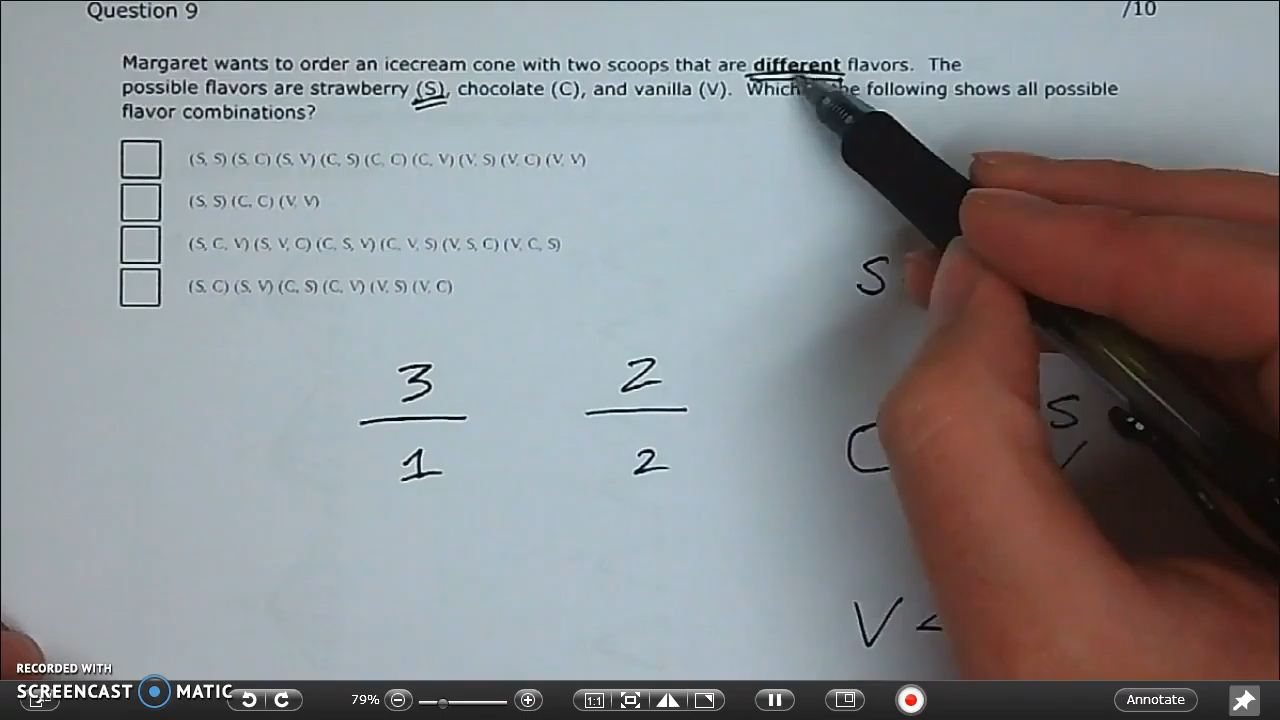 Question 9
/10
Margaret wants to order an icecream cone with two scoops that are different flavors. The
possible flavors are strawberry (S), chocolate (C), and vanilla (V). Which the following shows all possible
flavor combinations?
(S, S) (S, C) (S, V) (C, S) (C, C) (C, V) (V, S) (V, C) (V, V)
(S, S) (C, C) (V, V)
(S, C, V) (S, V, C) (C, S, V) (C, V, S) (V, S, C) (V, C, S)
(S, C) (S, V) (C, S) (C, V) (V, S) (V, C)
S
3 2
1 2
S
C
V
V <
RECORDED WITH
SCREENCAST MATIC
79%
1:1
Annotate